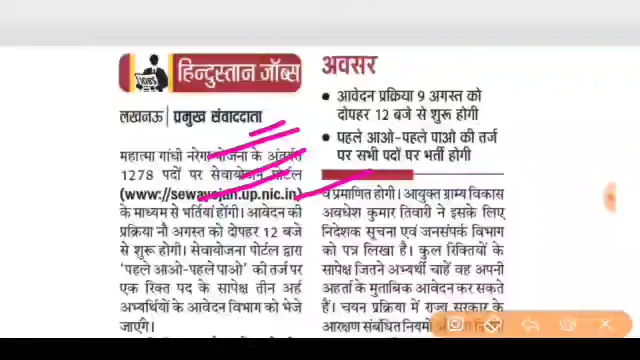 JOBS
हिन्दुस्तान जॉब्स
लखनऊ | प्रमुख संवाददाता
महात्मा गांधी नरेगा योजना के अंतर्गत
1278 पदों पर सेवायोजन पोर्टल
(www://sewayojan.up.nic.in)
के माध्यम से भर्तियां होंगी। आवेदन की
प्रक्रिया नौ अगस्त को दोपहर 12 बजे
से शुरू होगी। सेवायोजन पोर्टल द्वारा
'पहले आओ-पहले पाओ' की तर्ज पर
एक रिक्त पद के सापेक्ष तीन अर्ह
अभ्यर्थियों के आवेदन विभाग को भेजे
जाएंगे।
अवसर
• आवेदन प्रक्रिया 9 अगस्त को
दोपहर 12 बजे से शुरू होगी
• पहले आओ-पहले पाओ की तर्ज
पर सभी पदों पर भर्ती होगी
व प्रमाणित होगी। आयुक्त ग्राम्य विकास
अवधेश कुमार तिवारी ने इसके लिए
निदेशक सूचना एवं जनसंपर्क विभाग
को पत्र लिखा है। कुल रिक्तियों के
सापेक्ष जितने अभ्यर्थी चाहें वह अपनी
अहर्ता के मुताबिक आवेदन कर सकते
हैं। चयन प्रक्रिया में राज्य सरकार के
आरक्षण संबंधित नियमों